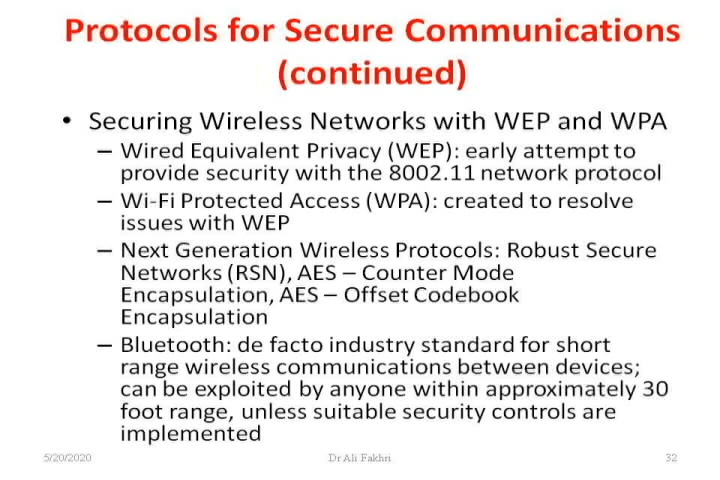 Protocols for Secure Communications
(continued)
• Securing Wireless Networks with WEP and WPA
– Wired Equivalent Privacy (WEP): early attempt to
provide security with the 8002.11 network protocol
– Wi-Fi Protected Access (WPA): created to resolve
issues with WEP
– Next Generation Wireless Protocols: Robust Secure
Networks (RSN), AES – Counter Mode
Encapsulation, AES – Offset Codebook
Encapsulation
– Bluetooth: de facto industry standard for short
range wireless communications between devices;
can be exploited by anyone within approximately 30
foot range, unless suitable security controls are
implemented
5/20/2020 Dr Ali Fakhri 32